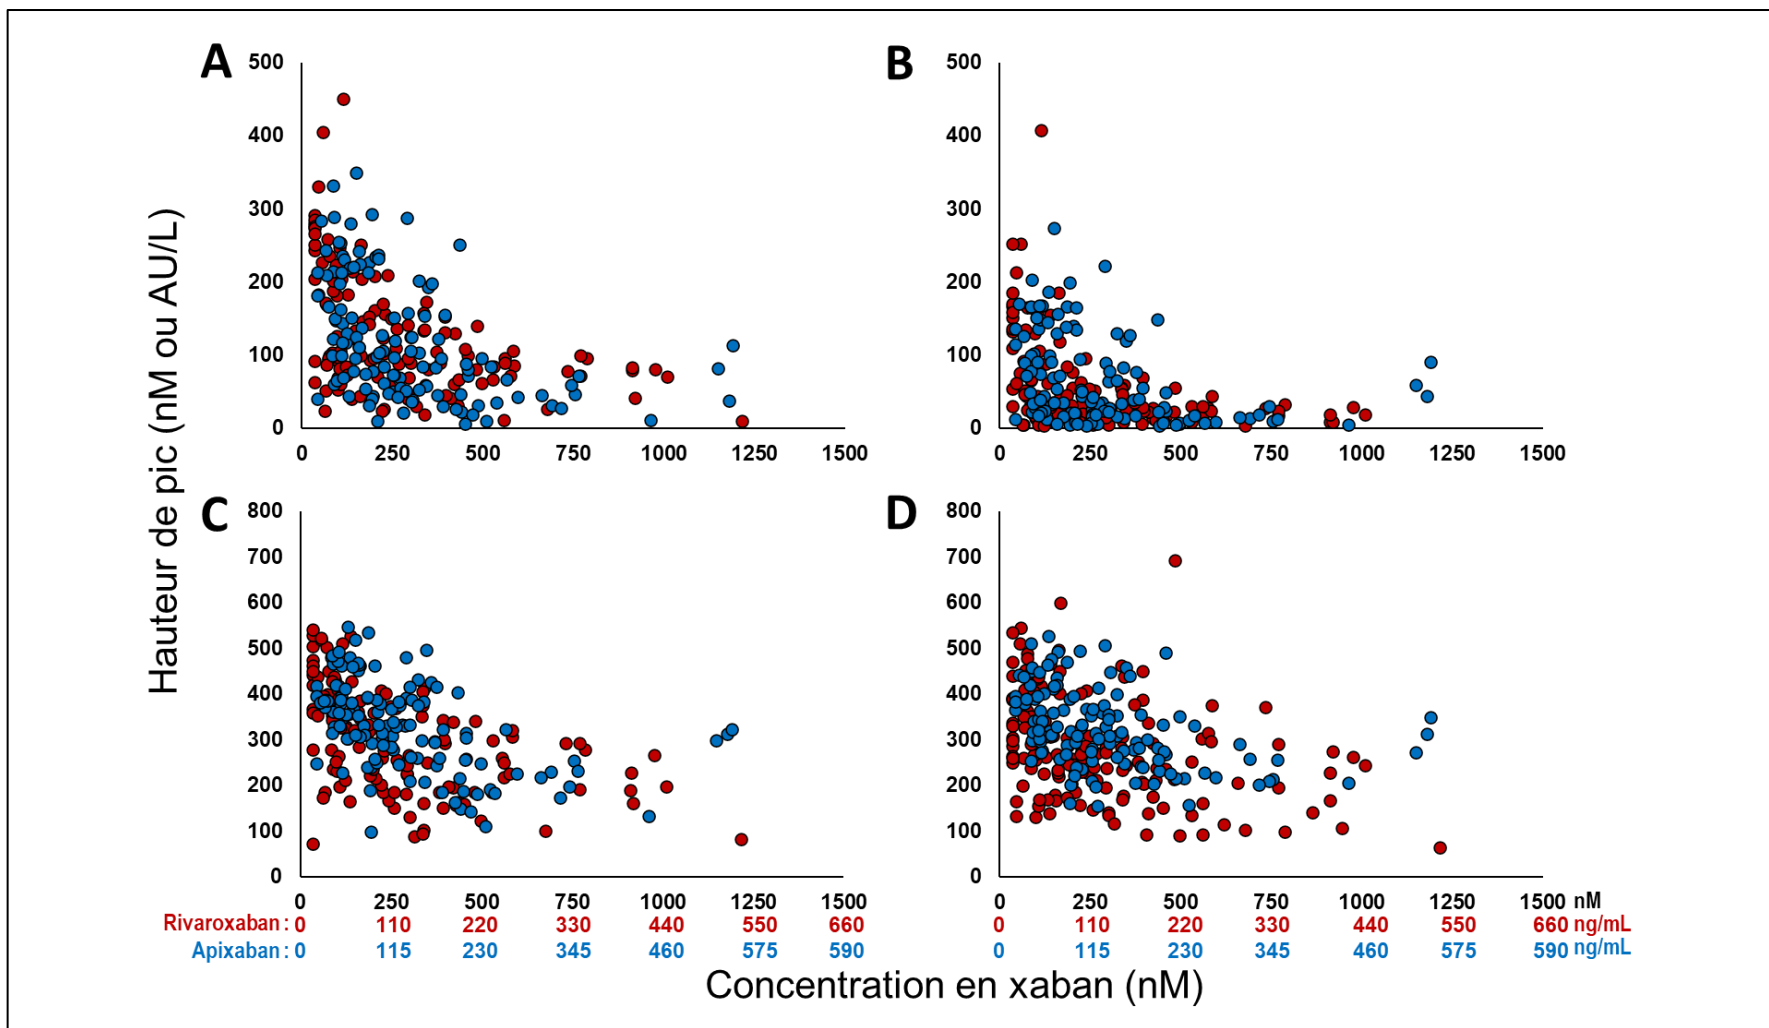 A
B
500
400
300
200
100
0
0 250 500 750 1000 1250 1500
500
400
300
200
100
0
0 250 500 750 1000 1250 1500
Hauteur de pic (nM ou AU/L)
C
D
800
700
600
500
400
300
200
100
0
0 250 500 750 1000 1250 1500
800
700
600
500
400
300
200
100
0
0 250 500 750 1000 1250 1500 nM
Rivaroxaban : 0 110 220 330 440 550 660
0 110 220 330 440 550 660 ng/mL
Apixaban : 0 115 230 345 460 575 590
0 115 230 345 460 575 590 ng/mL
Concentration en xaban (nM)